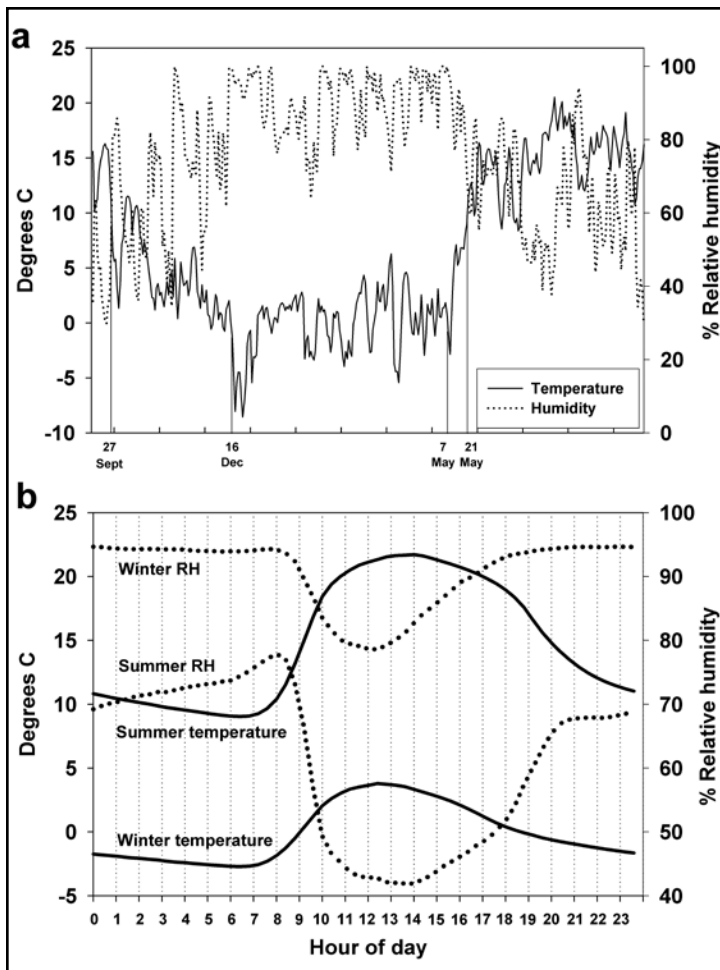 a
25
20
15
10
5
0
-5
-10
Degrees C
100
80
60
40
20
0
% Relative humidity
Temperature
Humidity
27 16 7 21
Sept Dec May May
b
25
20
15
10
5
0
-5
Degrees C
100
90
80
70
60
50
40
% Relative humidity
Winter RH
Summer RH
Summer temperature
Winter temperature
0 1 2 3 4 5 6 7 8 9 10 11 12 13 14 15 16 17 18 19 20 21 22 23
Hour of day